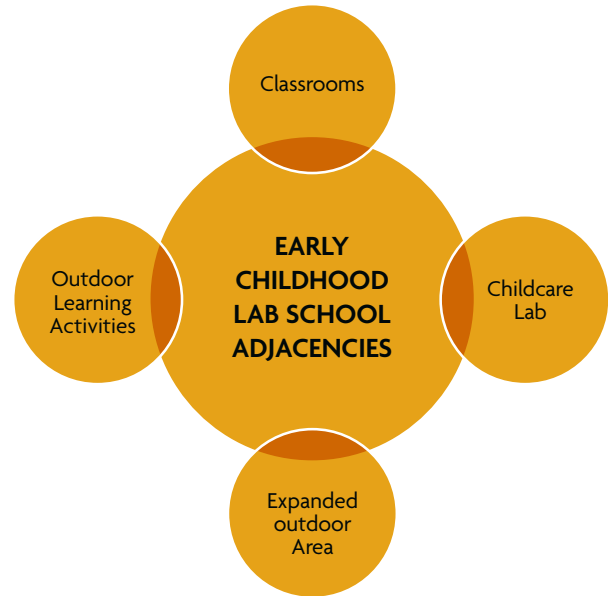 Classrooms
EARLY
CHILDHOOD
LAB SCHOOL
ADJACENCIES
Outdoor
Learning
Activities
Childcare
Lab
Expanded
outdoor
Area